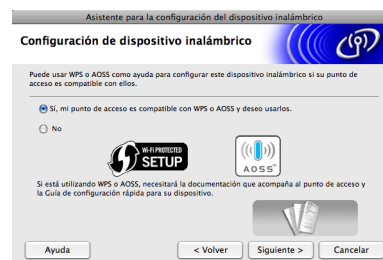 Asistente para la configuración del dispositivo inalámbrico
Configuración de dispositivo inalámbrico
Puede usar WPS o AOSS como ayuda para configurar este dispositivo inalámbrico si su punto de
acceso es compatible con ellos.
Sí, mi punto de acceso es compatible con WPS o AOSS y deseo usarlos.
No
WI-FI PROTECTED
SETUP
AOSS™
Si está utilizando WPS o AOSS, necesitará la documentación que acompaña al punto de acceso y
la Guía de configuración rápida para su dispositivo.
Ayuda
< Volver
Siguiente >
Cancelar